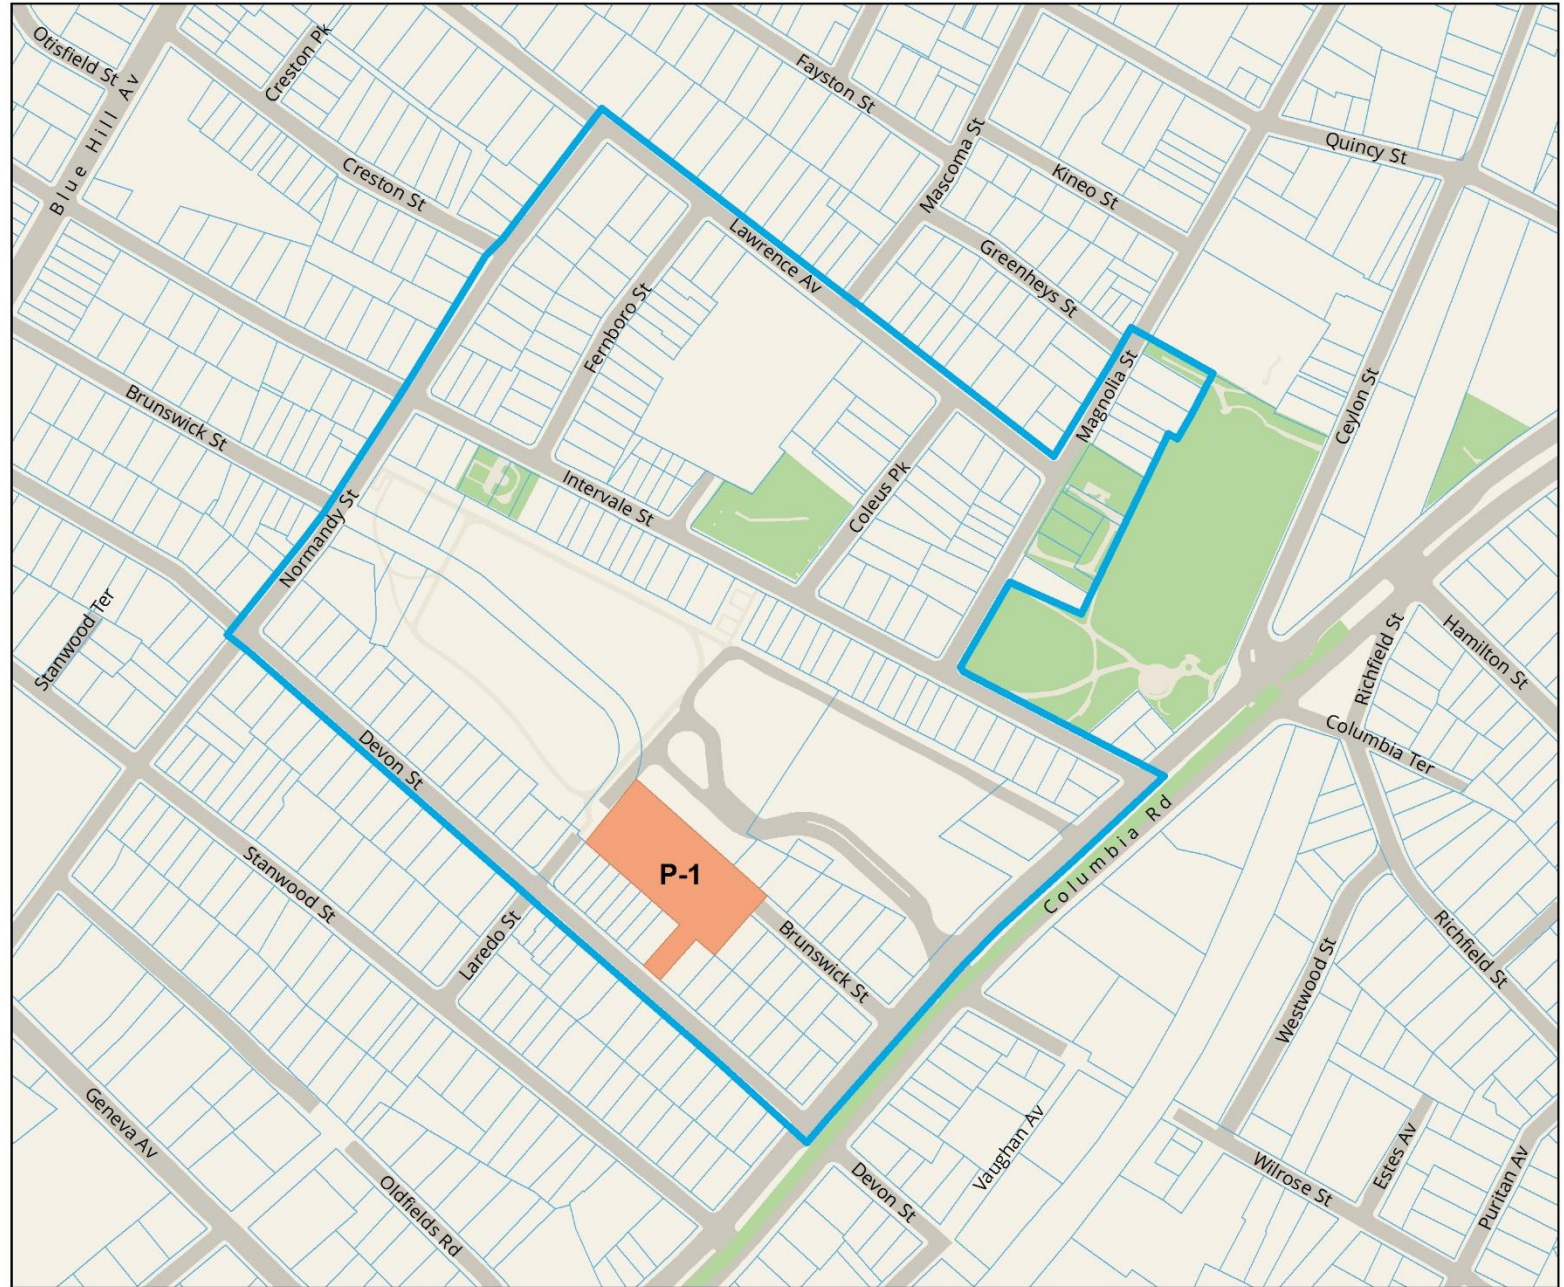 Otisfield St
Creston Pk
Blue Hill Av
Creston St
Fayston St
Mascoma St
Kineo St
Quincy St
Lawrence Av
Greenheys St
Fernboro St
Magnolia St
Ceylon St
Brunswick St
Intervale St
Coleus Pk
Normandy St
Stanwood Ter
Richfield St
Hamilton St
Columbia Ter
Devon St
Columbia Rd
P-1
Stanwood St
Laredo St
Brunswick St
Westwood St
Richfield St
Geneva Av
Oldfields Rd
Vaughan Av
Devon St
Wilrose St
Estes Av
Puritan Av